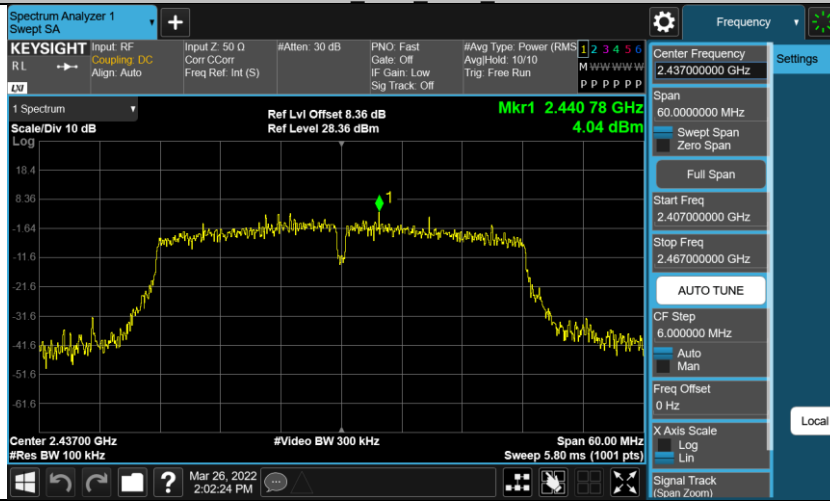 Spectrum Analyzer 1
Swept SA
Frequency
KEYSIGHT
Input: RF
Input Z: 50 Ω
#Atten: 30 dB
PNO: Fast
#Avg Type: Power (RMS
1 2 3 4 5 6
R L
Coupling: DC
Corr CCorr
Gate: Off
Avg|Hold: 10/10
M W W W W W
Align: Auto
Freq Ref: Int (S)
IF Gain: Low
Trig: Free Run
Sig Track: Off
P P P P P P
LXI
1 Spectrum
Scale/Div 10 dB
Ref Lvl Offset 8.36 dB
Ref Level 28.36 dBm
Mkr1 2.440 78 GHz
4.04 dBm
Log
18.4
8.36
-1.64
-11.6
-21.6
-31.6
-41.6
-51.6
-61.6
1
Center 2.43700 GHz
#Video BW 300 kHz
Span 60.00 MHz
#Res BW 100 kHz
Sweep 5.80 ms (1001 pts)
Mar 26, 2022
2:02:24 PM
?
Center Frequency
2.437000000 GHz
Settings
Span
60.0000000 MHz
Swept Span
Zero Span
Full Span
Start Freq
2.407000000 GHz
Stop Freq
2.467000000 GHz
AUTO TUNE
CF Step
6.000000 MHz
Auto
Man
Freq Offset
0 Hz
Local
X Axis Scale
Log
Lin
Signal Track
(Span Zoom)